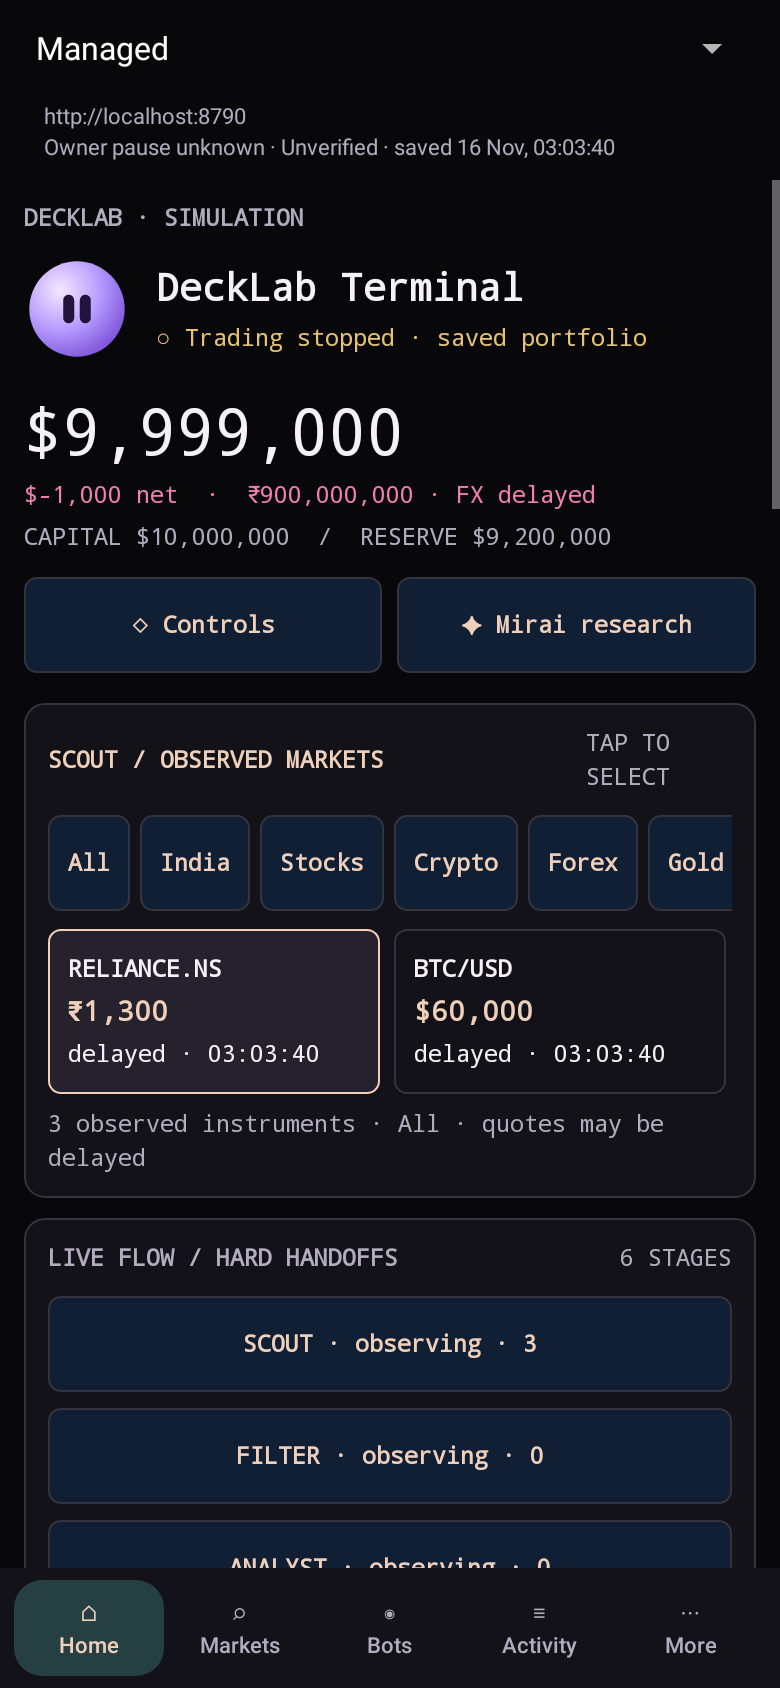 Managed
http://localhost:8790
Owner pause unknown · Unverified · saved 16 Nov, 03:03:40
DECKLAB · SIMULATION
DeckLab Terminal
○ Trading stopped · saved portfolio
$9,999,000
$-1,000 net · ₹900,000,000 · FX delayed
CAPITAL $10,000,000 / RESERVE $9,200,000
◇ Controls
✦ Mirai research
SCOUT / OBSERVED MARKETS
TAP TO
SELECT
All India Stocks Crypto Forex Gold
RELIANCE.NS
₹1,300
delayed · 03:03:40
BTC/USD
$60,000
delayed · 03:03:40
3 observed instruments · All · quotes may be
delayed
LIVE FLOW / HARD HANDOFFS
6 STAGES
SCOUT · observing · 3
FILTER · observing · 0
ANALYST · observing · 0
Home Markets Bots Activity More